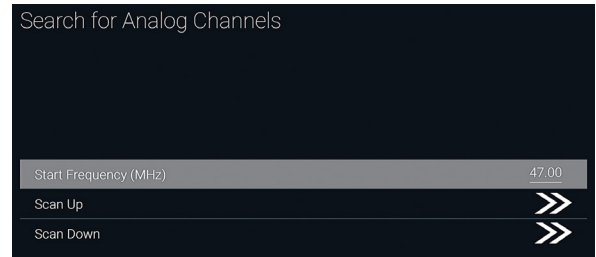 Search for Analog Channels
Start Frequency (MHz) 47.00
Scan Up
Scan Down